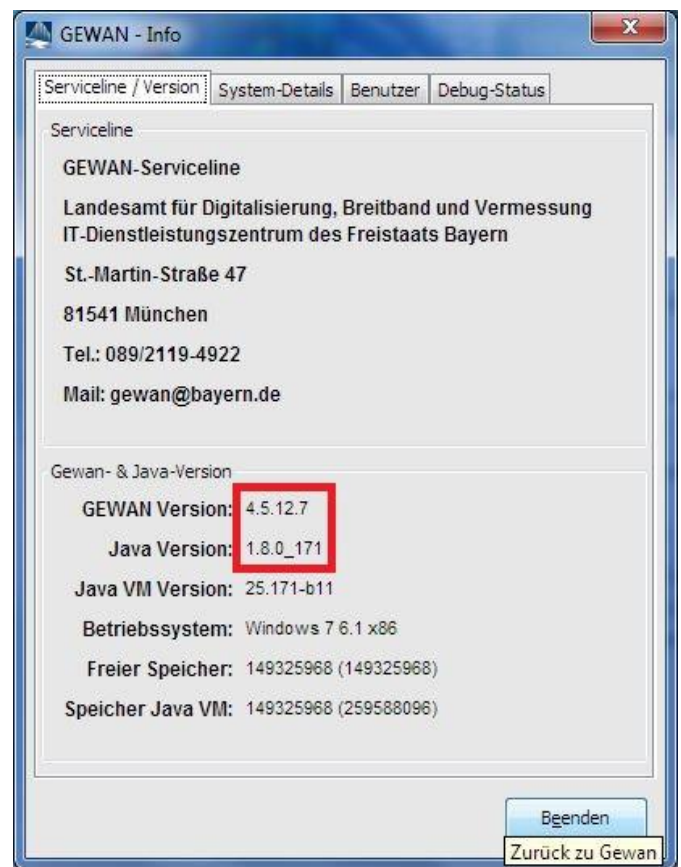 GEWAN - Info
Serviceline / Version System-Details Benutzer Debug-Status
Serviceline
GEWAN-Serviceline
Landesamt für Digitalisierung, Breitband und Vermessung
IT-Dienstleistungszentrum des Freistaats Bayern
St.-Martin-Straße 47
81541 München
Tel.: 089/2119-4922
Mail: gewan@bayern.de
Gewan- & Java-Version
GEWAN Version: 4.5.12.7
Java Version: 1.8.0_171
Java VM Version: 25.171-b11
Betriebssystem: Windows 7 6.1 x86
Freier Speicher: 149325968 (149325968)
Speicher Java VM: 149325968 (259588096)
Beenden
Zurück zu Gewan